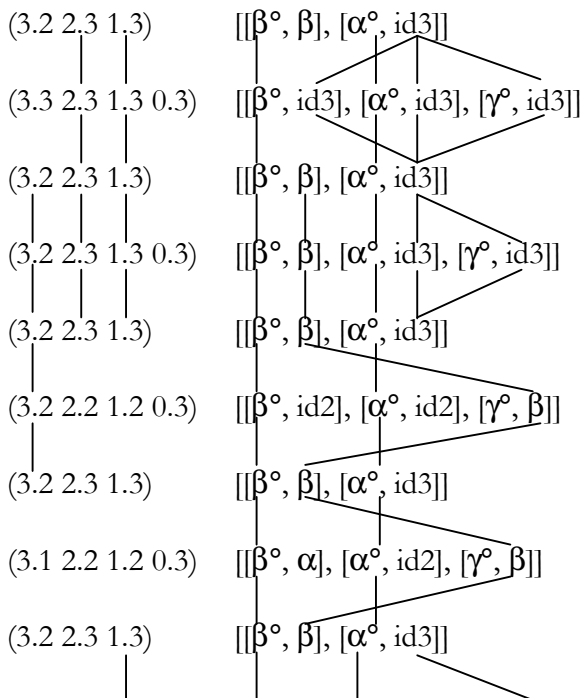 (3.2 2.3 1.3) [[β°, β], [α°, id3]]
(3.3 2.3 1.3 0.3) [[β°, id3], [α°, id3], [γ°, id3]]
(3.2 2.3 1.3) [[β°, β], [α°, id3]]
(3.2 2.3 1.3 0.3) [[β°, β], [α°, id3], [γ°, id3]]
(3.2 2.3 1.3) [[β°, β], [α°, id3]]
(3.2 2.2 1.2 0.3) [[β°, id2], [α°, id2], [γ°, β]]
(3.2 2.3 1.3) [[β°, β], [α°, id3]]
(3.1 2.2 1.2 0.3) [[β°, α], [α°, id2], [γ°, β]]
(3.2 2.3 1.3) [[β°, β], [α°, id3]]